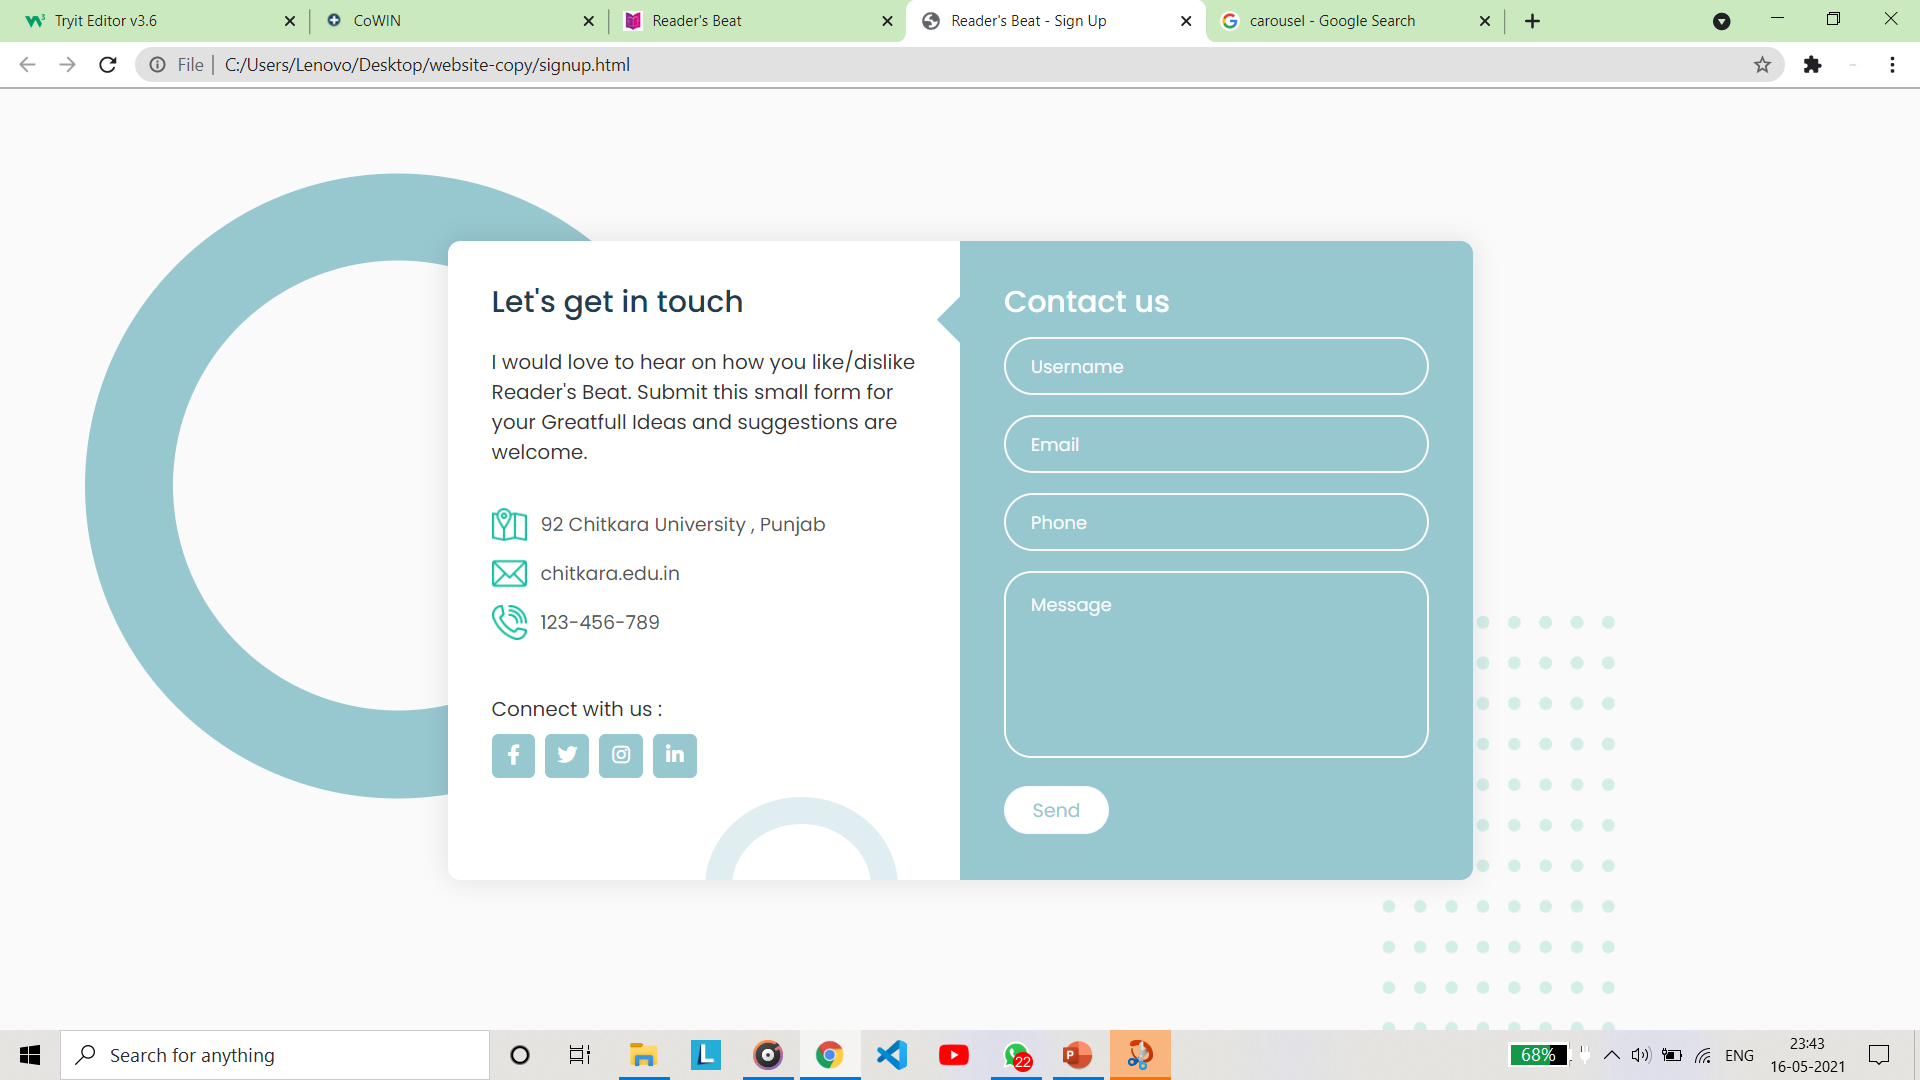 Tryit Editor v3.6
CoWIN
Reader's Beat
Reader's Beat - Sign Up
carousel - Google Search
File
C:/Users/Lenovo/Desktop/website-copy/signup.html
Let's get in touch
I would love to hear on how you like/dislike
Reader's Beat. Submit this small form for
your Greatfull Ideas and suggestions are
welcome.
92 Chitkara University , Punjab
chitkara.edu.in
123-456-789
Connect with us :
Contact us
Username
Email
Phone
Message
Send
Search for anything
22
68%
ENG
23:43
16-05-2021